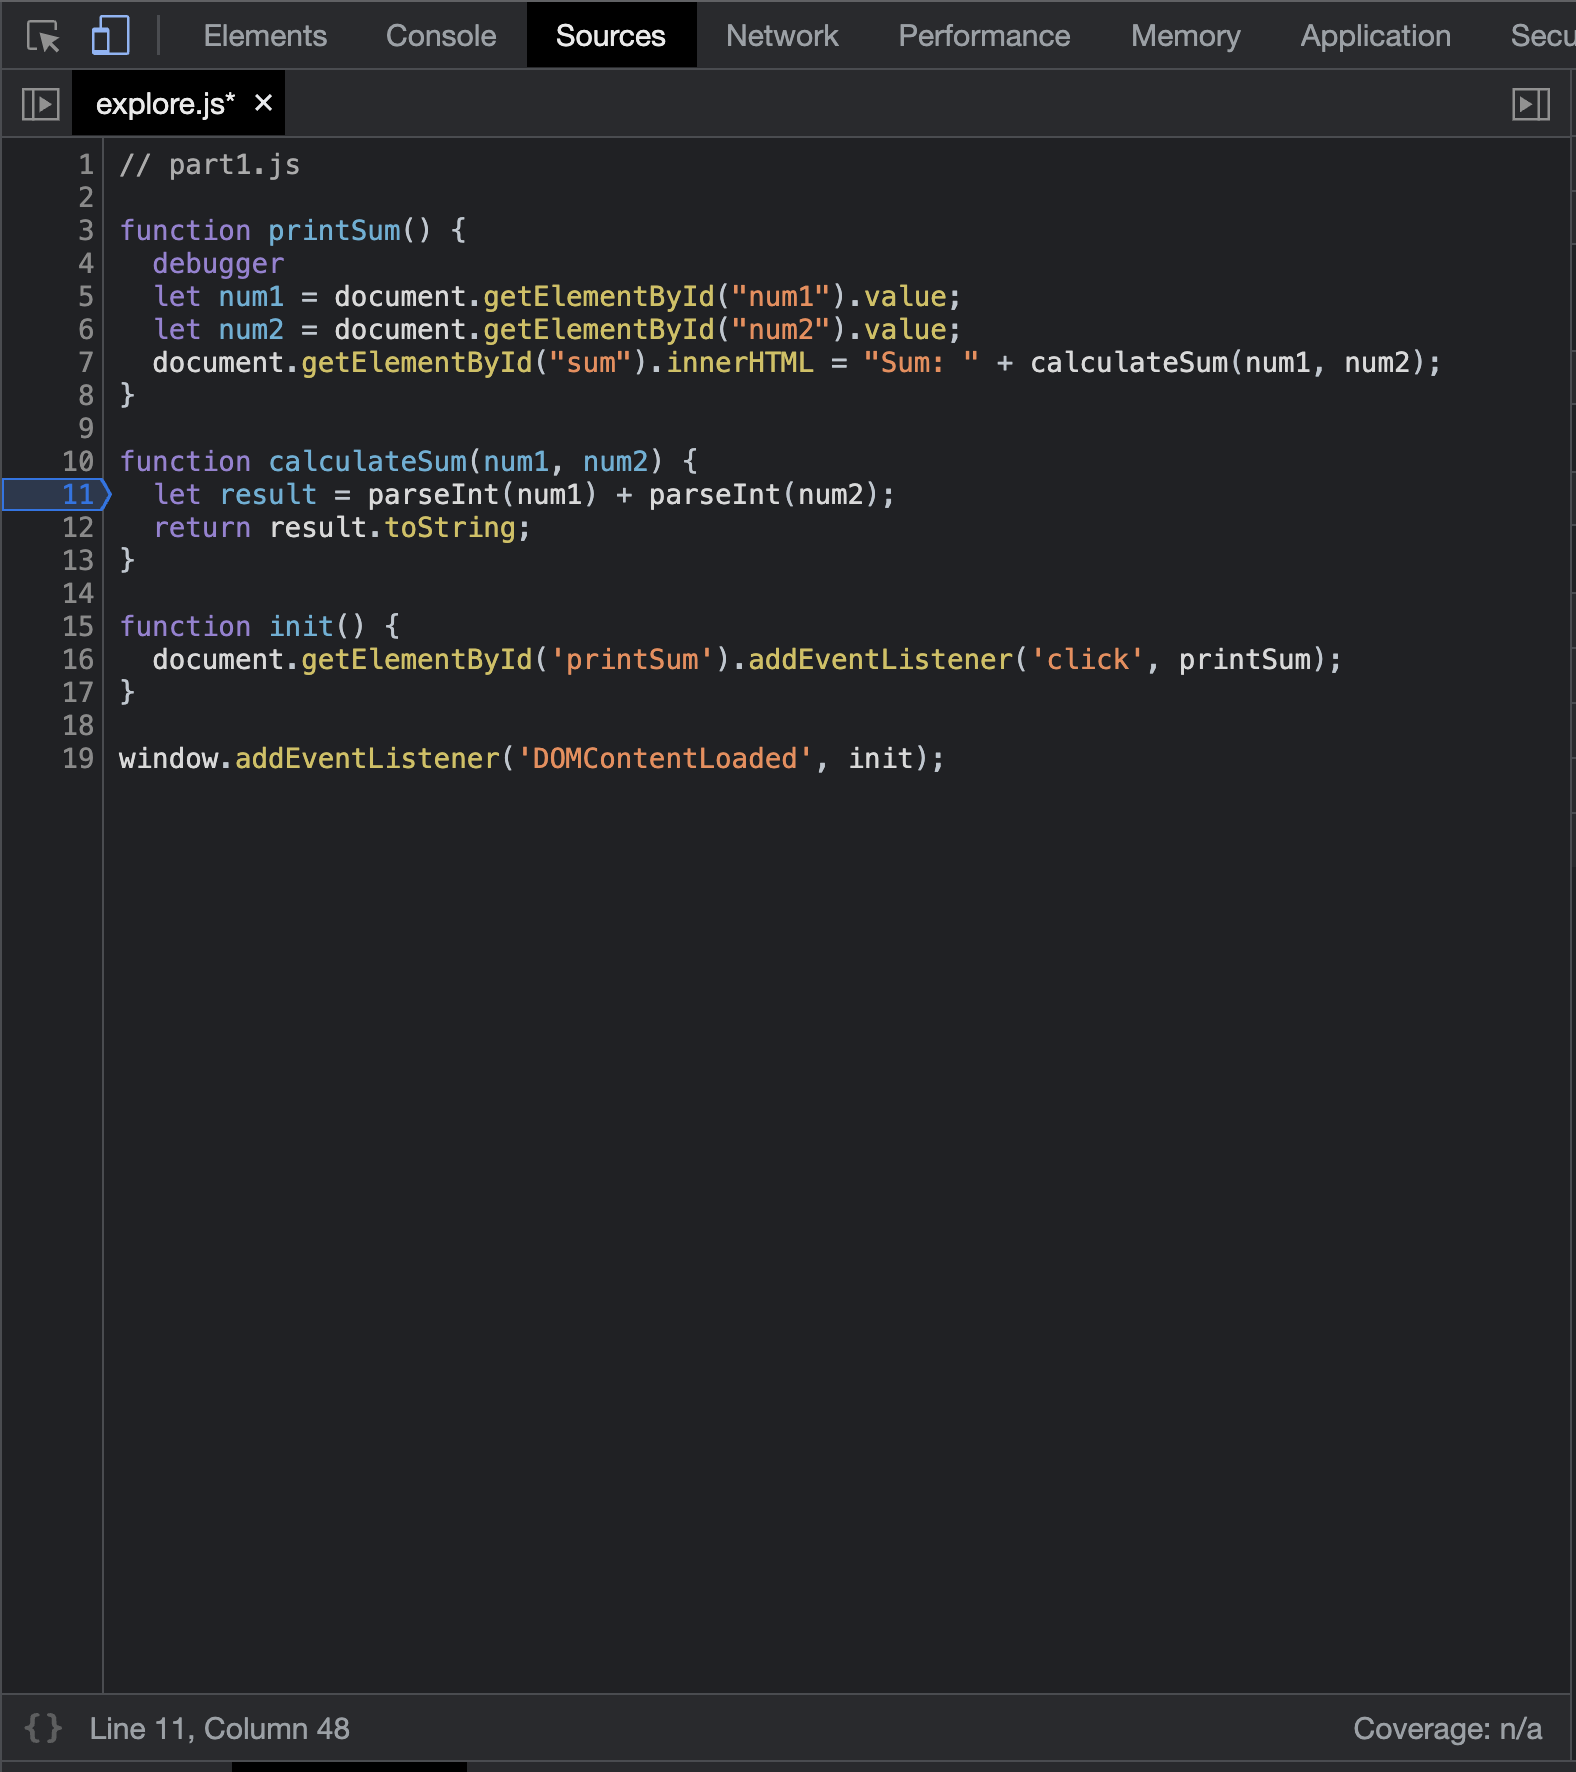 Elements Console Sources Network Performance Memory Application Secu
explore.js* ×
1 // part1.js
2
3 function printSum() {
4   debugger
5   let num1 = document.getElementById("num1").value;
6   let num2 = document.getElementById("num2").value;
7   document.getElementById("sum").innerHTML = "Sum: " + calculateSum(num1, num2);
8 }
9
10 function calculateSum(num1, num2) {
11   let result = parseInt(num1) + parseInt(num2);
12   return result.toString;
13 }
14
15 function init() {
16   document.getElementById('printSum').addEventListener('click', printSum);
17 }
18
19 window.addEventListener('DOMContentLoaded', init);
{} Line 11, Column 48 Coverage: n/a